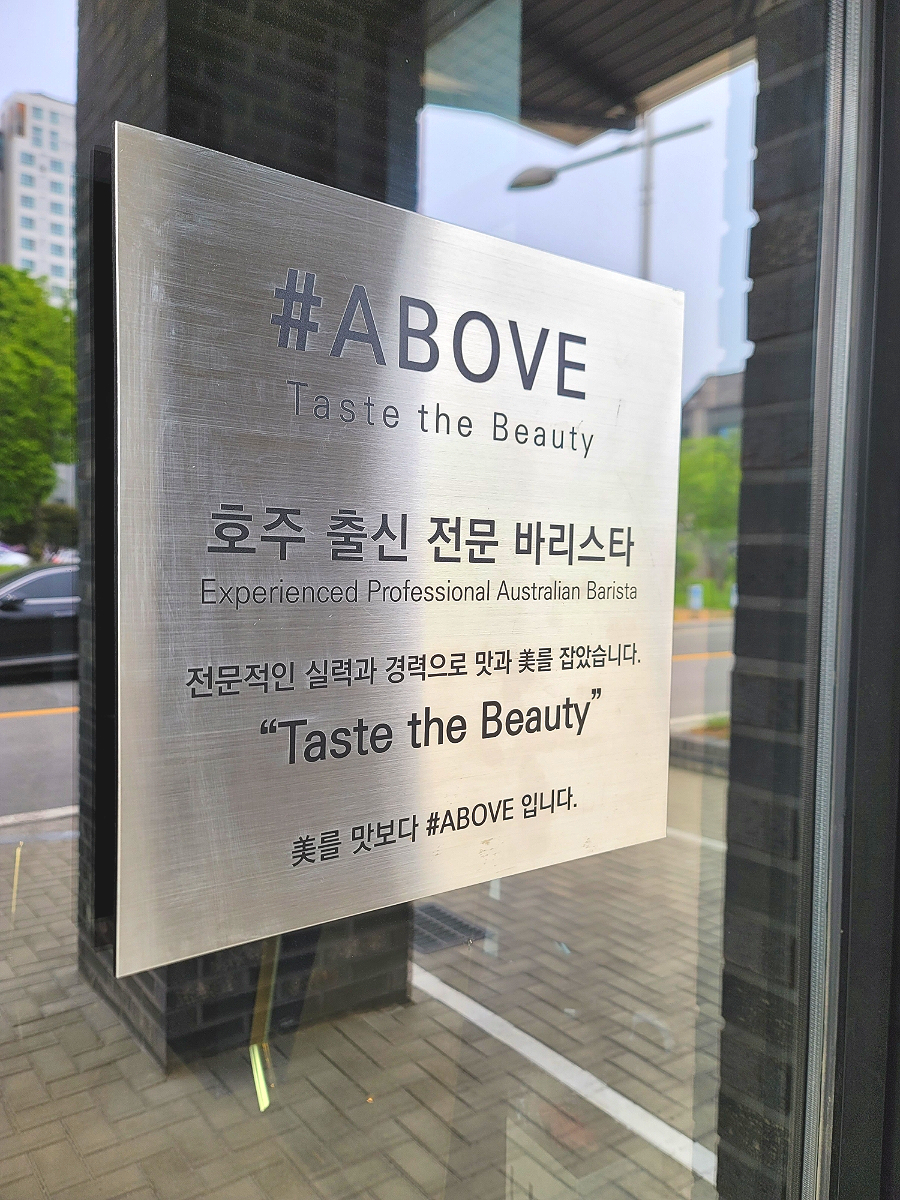 #ABOVE
Taste the Beauty
호주 출신 전문 바리스타
Experienced Professional Australian Barista
전문적인 실력과 경력으로 맛과 美를 잡았습니다.
“Taste the Beauty”
美를 맛보다 #ABOVE 입니다.